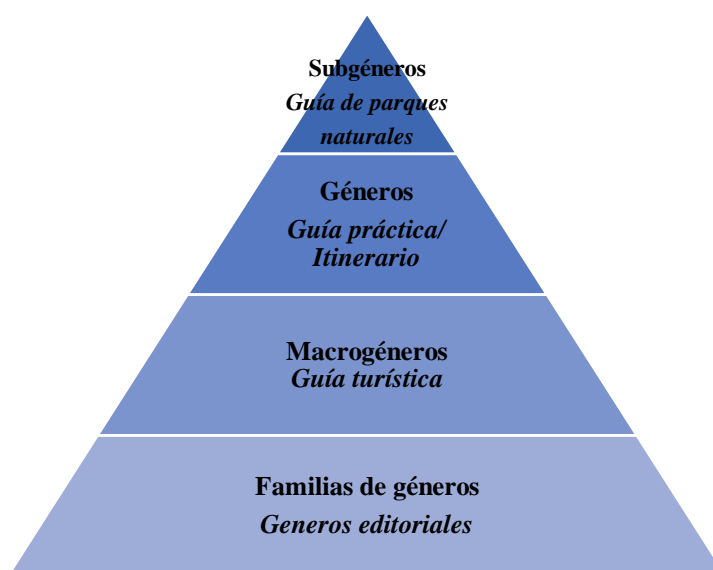 Subgéneros
Guía de parques
naturales
Géneros
Guía práctica/
Itinerario
Macrogéneros
Guía turística
Familias de géneros
Generos editoriales